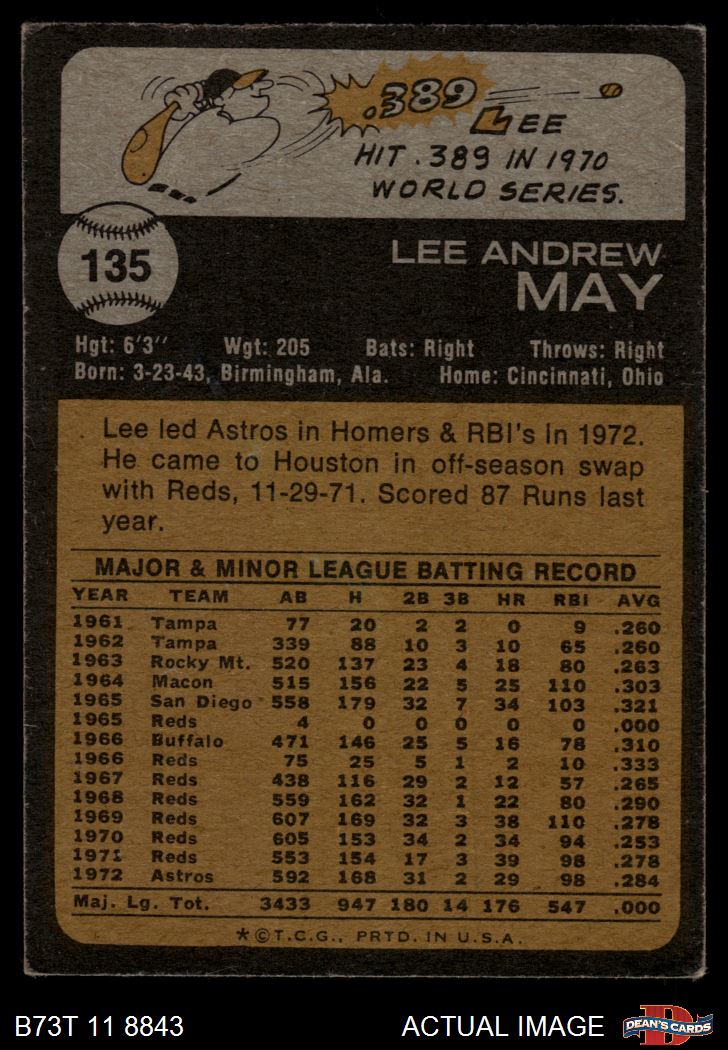 .389
LEE
HIT .389 IN 1970
WORLD SERIES.
135
LEE ANDREW
MAY
Hgt: 6'3" Wgt: 205 Bats: Right Throws: Right
Born: 3-23-43, Birmingham, Ala. Home: Cincinnati, Ohio
Lee led Astros in Homers & RBI's in 1972.
He came to Houston in off-season swap
with Reds, 11-29-71. Scored 87 Runs last
year.
MAJOR & MINOR LEAGUE BATTING RECORD
YEAR TEAM AB H 2B 3B HR RBI AVG
1961 Tampa 77 20 2 2 0 9 .260
1962 Tampa 339 88 10 3 10 65 .260
1963 Rocky Mt. 520 137 23 4 18 80 .263
1964 Macon 515 156 22 5 25 110 .303
1965 San Diego 558 179 32 7 34 103 .321
1965 Reds 4 0 0 0 0 0 .000
1966 Buffalo 471 146 25 5 16 78 .310
1966 Reds 75 25 5 1 2 10 .333
1967 Reds 438 116 29 2 12 57 .265
1968 Reds 559 162 32 1 22 80 .290
1969 Reds 607 169 32 3 38 110 .278
1970 Reds 605 153 34 2 34 94 .253
1971 Reds 553 154 17 3 39 98 .278
1972 Astros 592 168 31 2 29 98 .284
Maj. Lg. Tot. 3433 947 180 14 176 547 .000
*©T.C.G., PRTD. IN U.S.A.
B73T 11 8843 ACTUAL IMAGE
D
DEAN'S CARDS